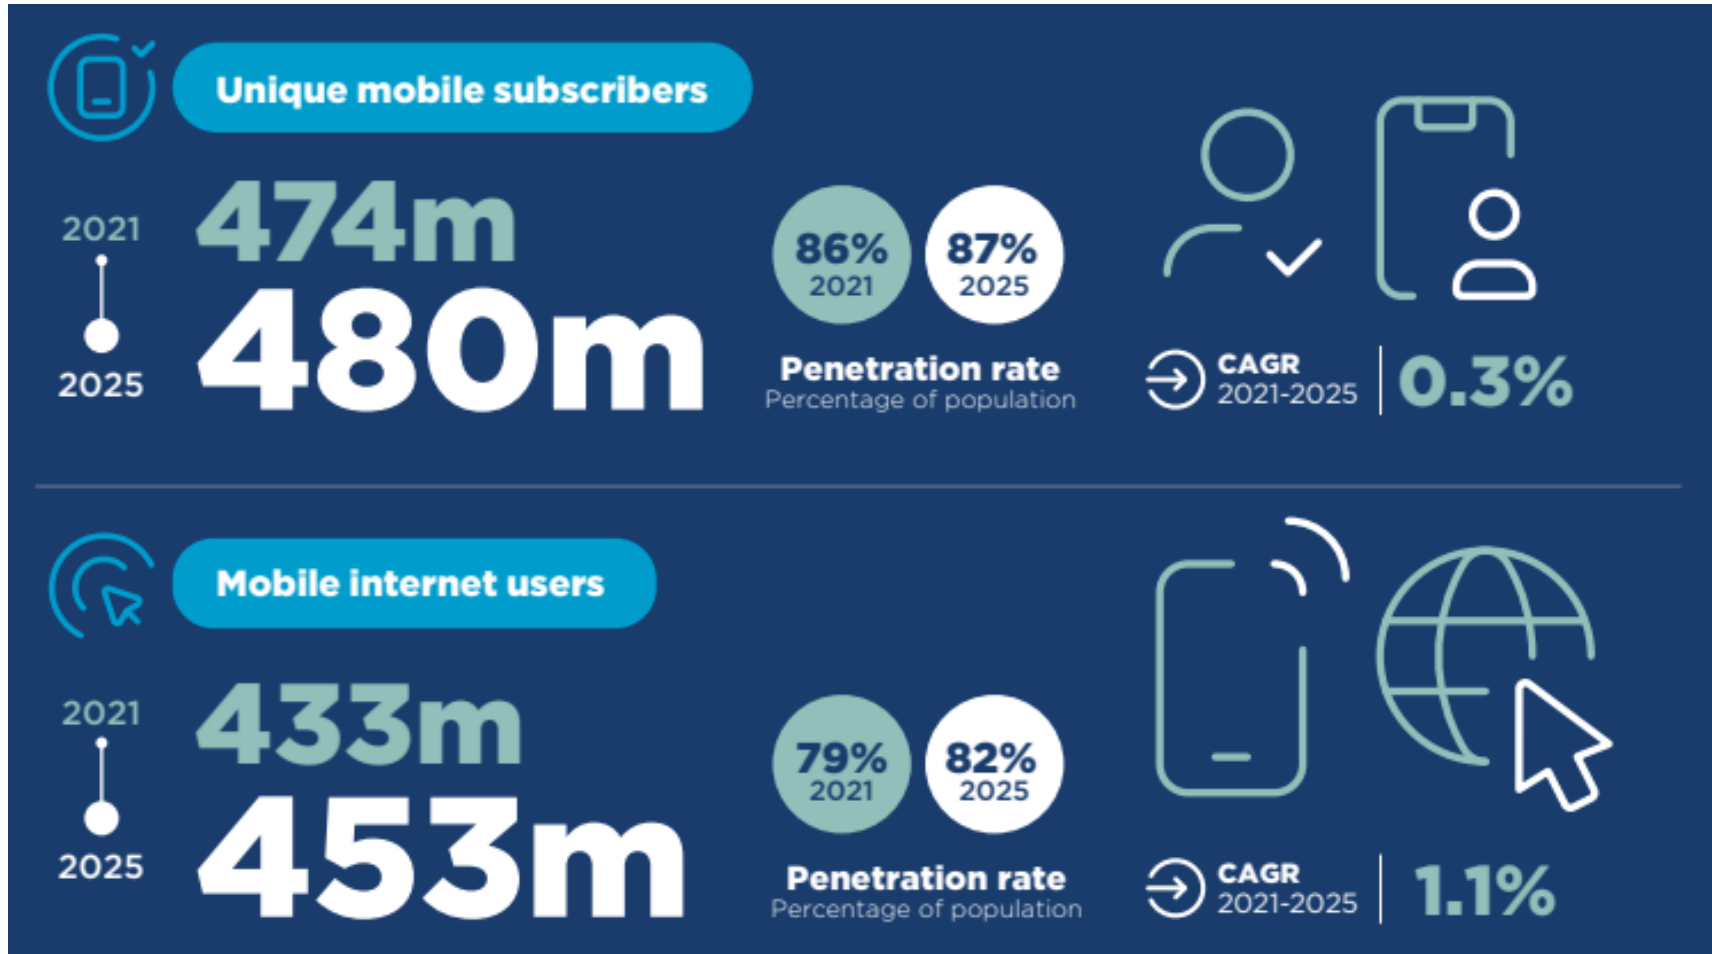 Unique mobile subscribers
2021
474m
2025
480m
86%
2021
87%
2025
Penetration rate
Percentage of population
CAGR
2021-2025
0.3%
Mobile internet users
2021
433m
2025
453m
79%
2021
82%
2025
Penetration rate
Percentage of population
CAGR
2021-2025
1.1%